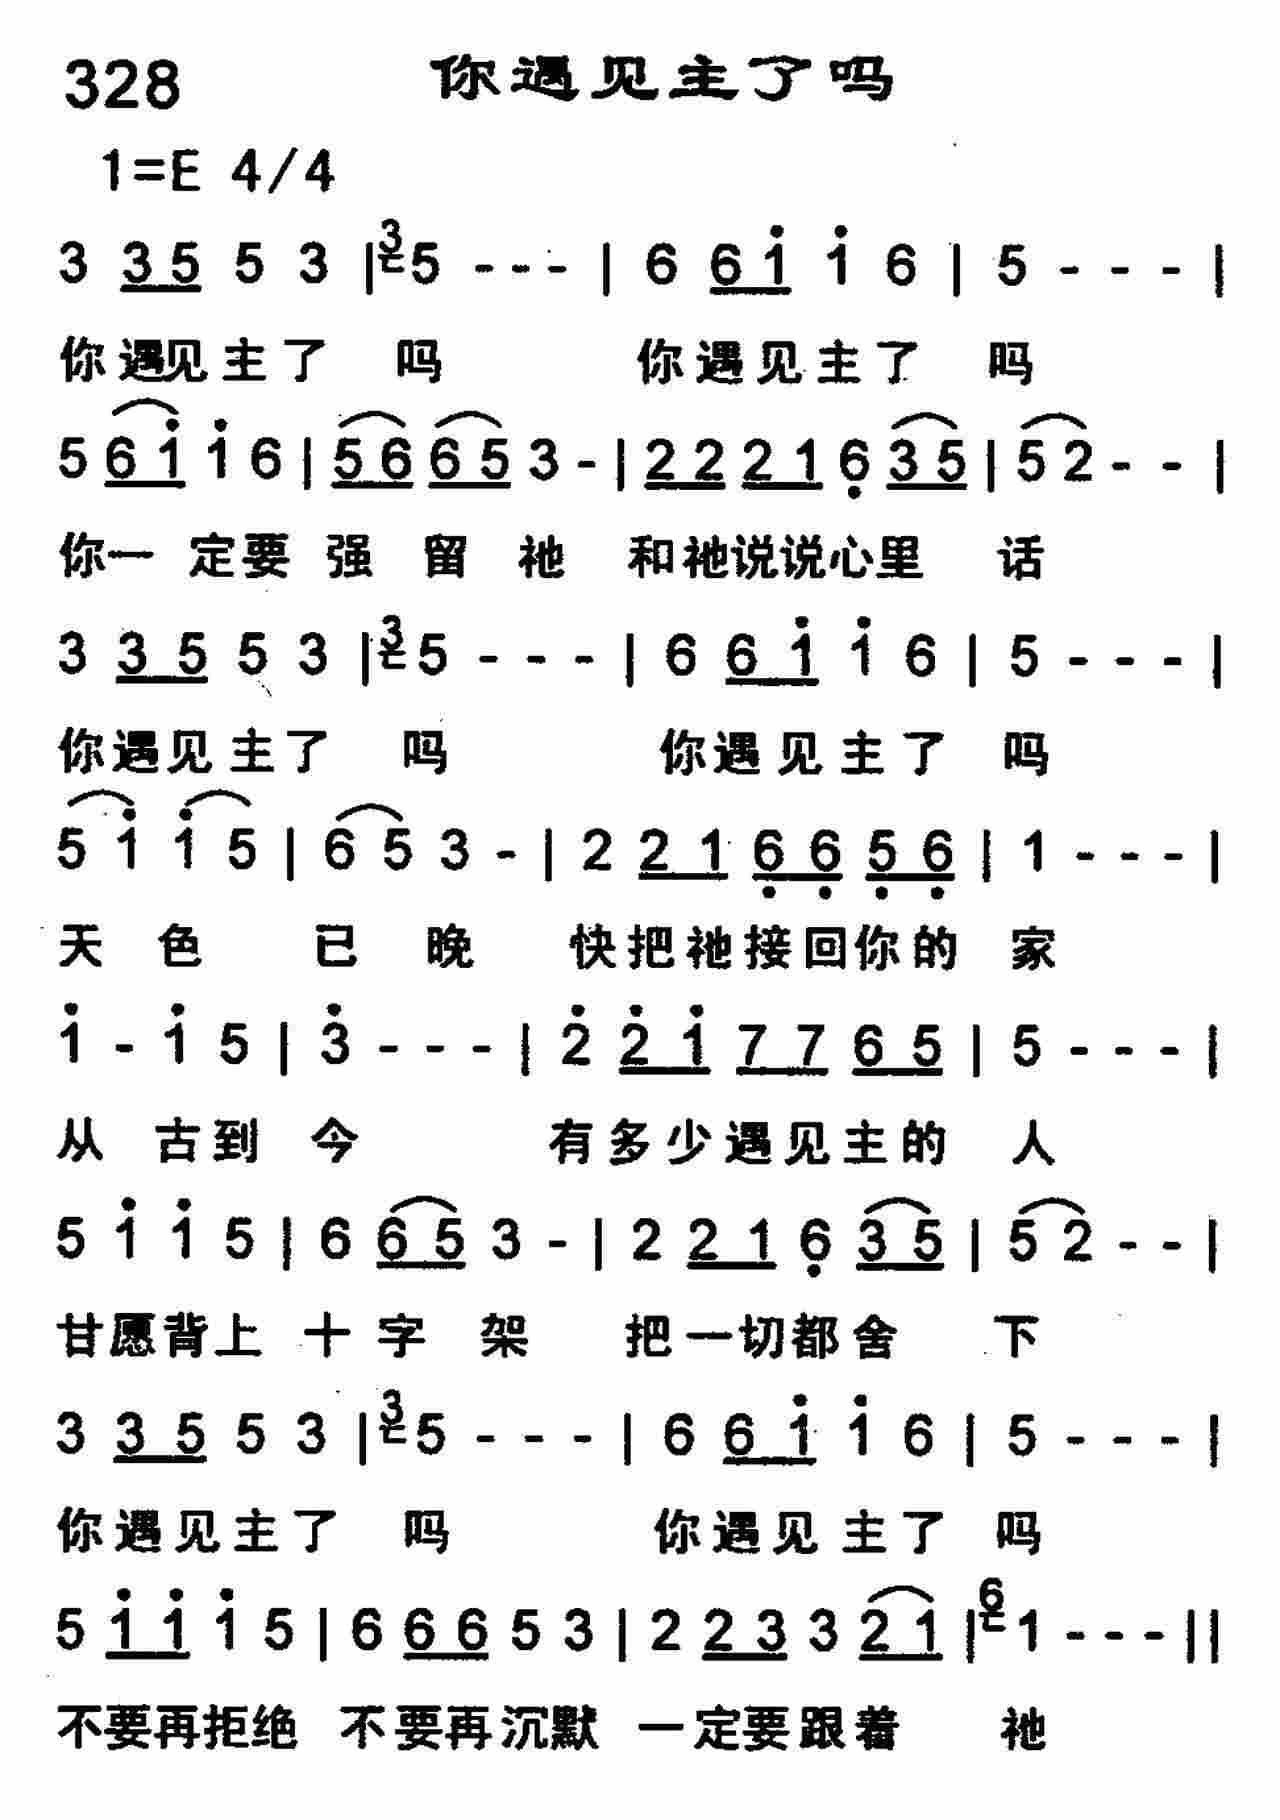 328 你遇见主了吗
1=E 4/4
3 3 5 5 3 | 3 5 - - - | 6 6 1̇ 1̇ 6 | 5 - - - |
你遇见主了 吗 你遇见主了 吗
5 6 1̇ 1̇ 6 | 5 6 6 5 3 - | 2 2 2 1 6̣ 3 5 | 5 2 - - |
你一定要 强留祂 和祂说说心里 话
3 3 5 5 3 | 3 5 - - - | 6 6 1̇ 1̇ 6 | 5 - - - |
你遇见主了 吗 你遇见主了 吗
5 1̇ 1̇ 5 | 6 5 3 - | 2 2 1 6̣ 6̣ 5̣ 6̣ | 1 - - - |
天色 已晚 快把祂接回你的 家
1̇ - 1̇ 5 | 3̇ - - - | 2̇ 2̇ 1̇ 7 7 6 5 | 5 - - - |
从古到 今 有多少遇见主的 人
5 1̇ 1̇ 5 | 6 6 5 3 - | 2 2 1 6̣ 3 5 | 5 2 - - |
甘愿背上 十字架 把一切都舍 下
3 3 5 5 3 | 3 5 - - - | 6 6 1̇ 1̇ 6 | 5 - - - |
你遇见主了 吗 你遇见主了 吗
5 1̇ 1̇ 1̇ 5 | 6 6 6 5 3 | 2 2 3 3 2 1 | 6 1 - - - ||
不要再拒绝 不要再沉默 一定要跟着 祂